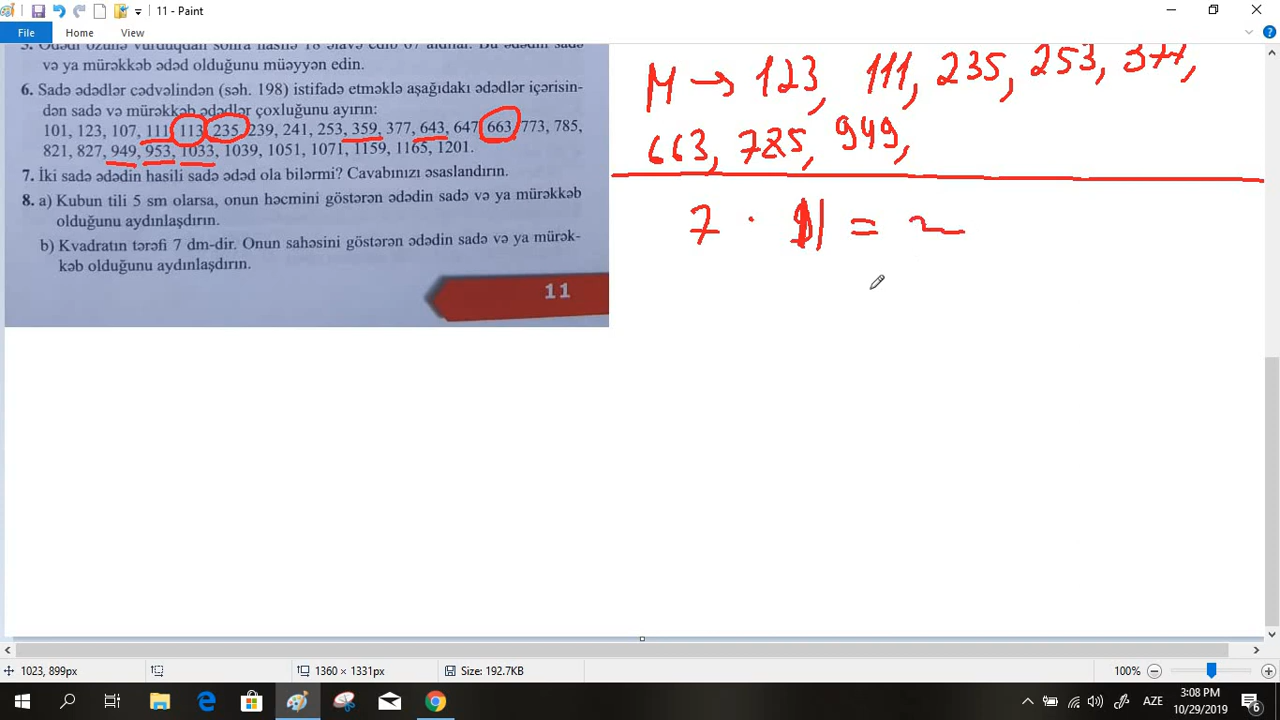 11 - Paint
File Home View
və ya mürəkkəb ədəd olduğunu müəyyən edin.
6. Sadə ədədlər cədvəlindən (səh. 198) istifadə etməklə aşağıdakı ədədlər içərisin-
dən sadə və mürəkkəb ədədlər çoxluğunu ayırın:
101, 123, 107, 111, 113, 235, 239, 241, 253, 359, 377, 643, 647, 663, 773, 785,
821, 827, 949, 953, 1033, 1039, 1051, 1071, 1159, 1165, 1201.
7. İki sadə ədədin hasili sadə ədəd ola bilərmi? Cavabınızı əsaslandırın.
8. a) Kubun tili 5 sm olarsa, onun həcmini göstərən ədədin sadə və ya mürəkkəb
olduğunu aydınlaşdırın.
b) Kvadratın tərəfi 7 dm-dir. Onun sahəsini göstərən ədədin sadə və ya mürək-
kəb olduğunu aydınlaşdırın.
11
M → 123, 111, 235, 253, 377,
663, 785, 949,
7 · 11 =
1023, 899px 1360 × 1331px Size: 192.7KB 100%
AZE 3:08 PM
10/29/2019 6